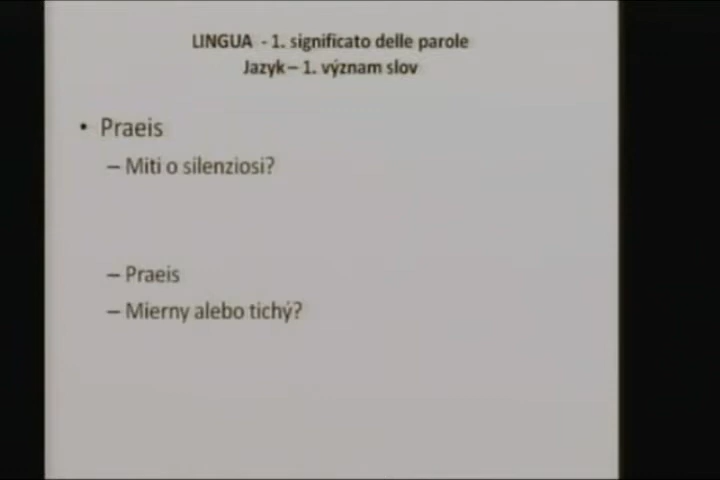 LINGUA - 1. significato delle parole
Jazyk – 1. význam slov
• Praeis
– Miti o silenziosi?
– Praeis
– Mierny alebo tichý?